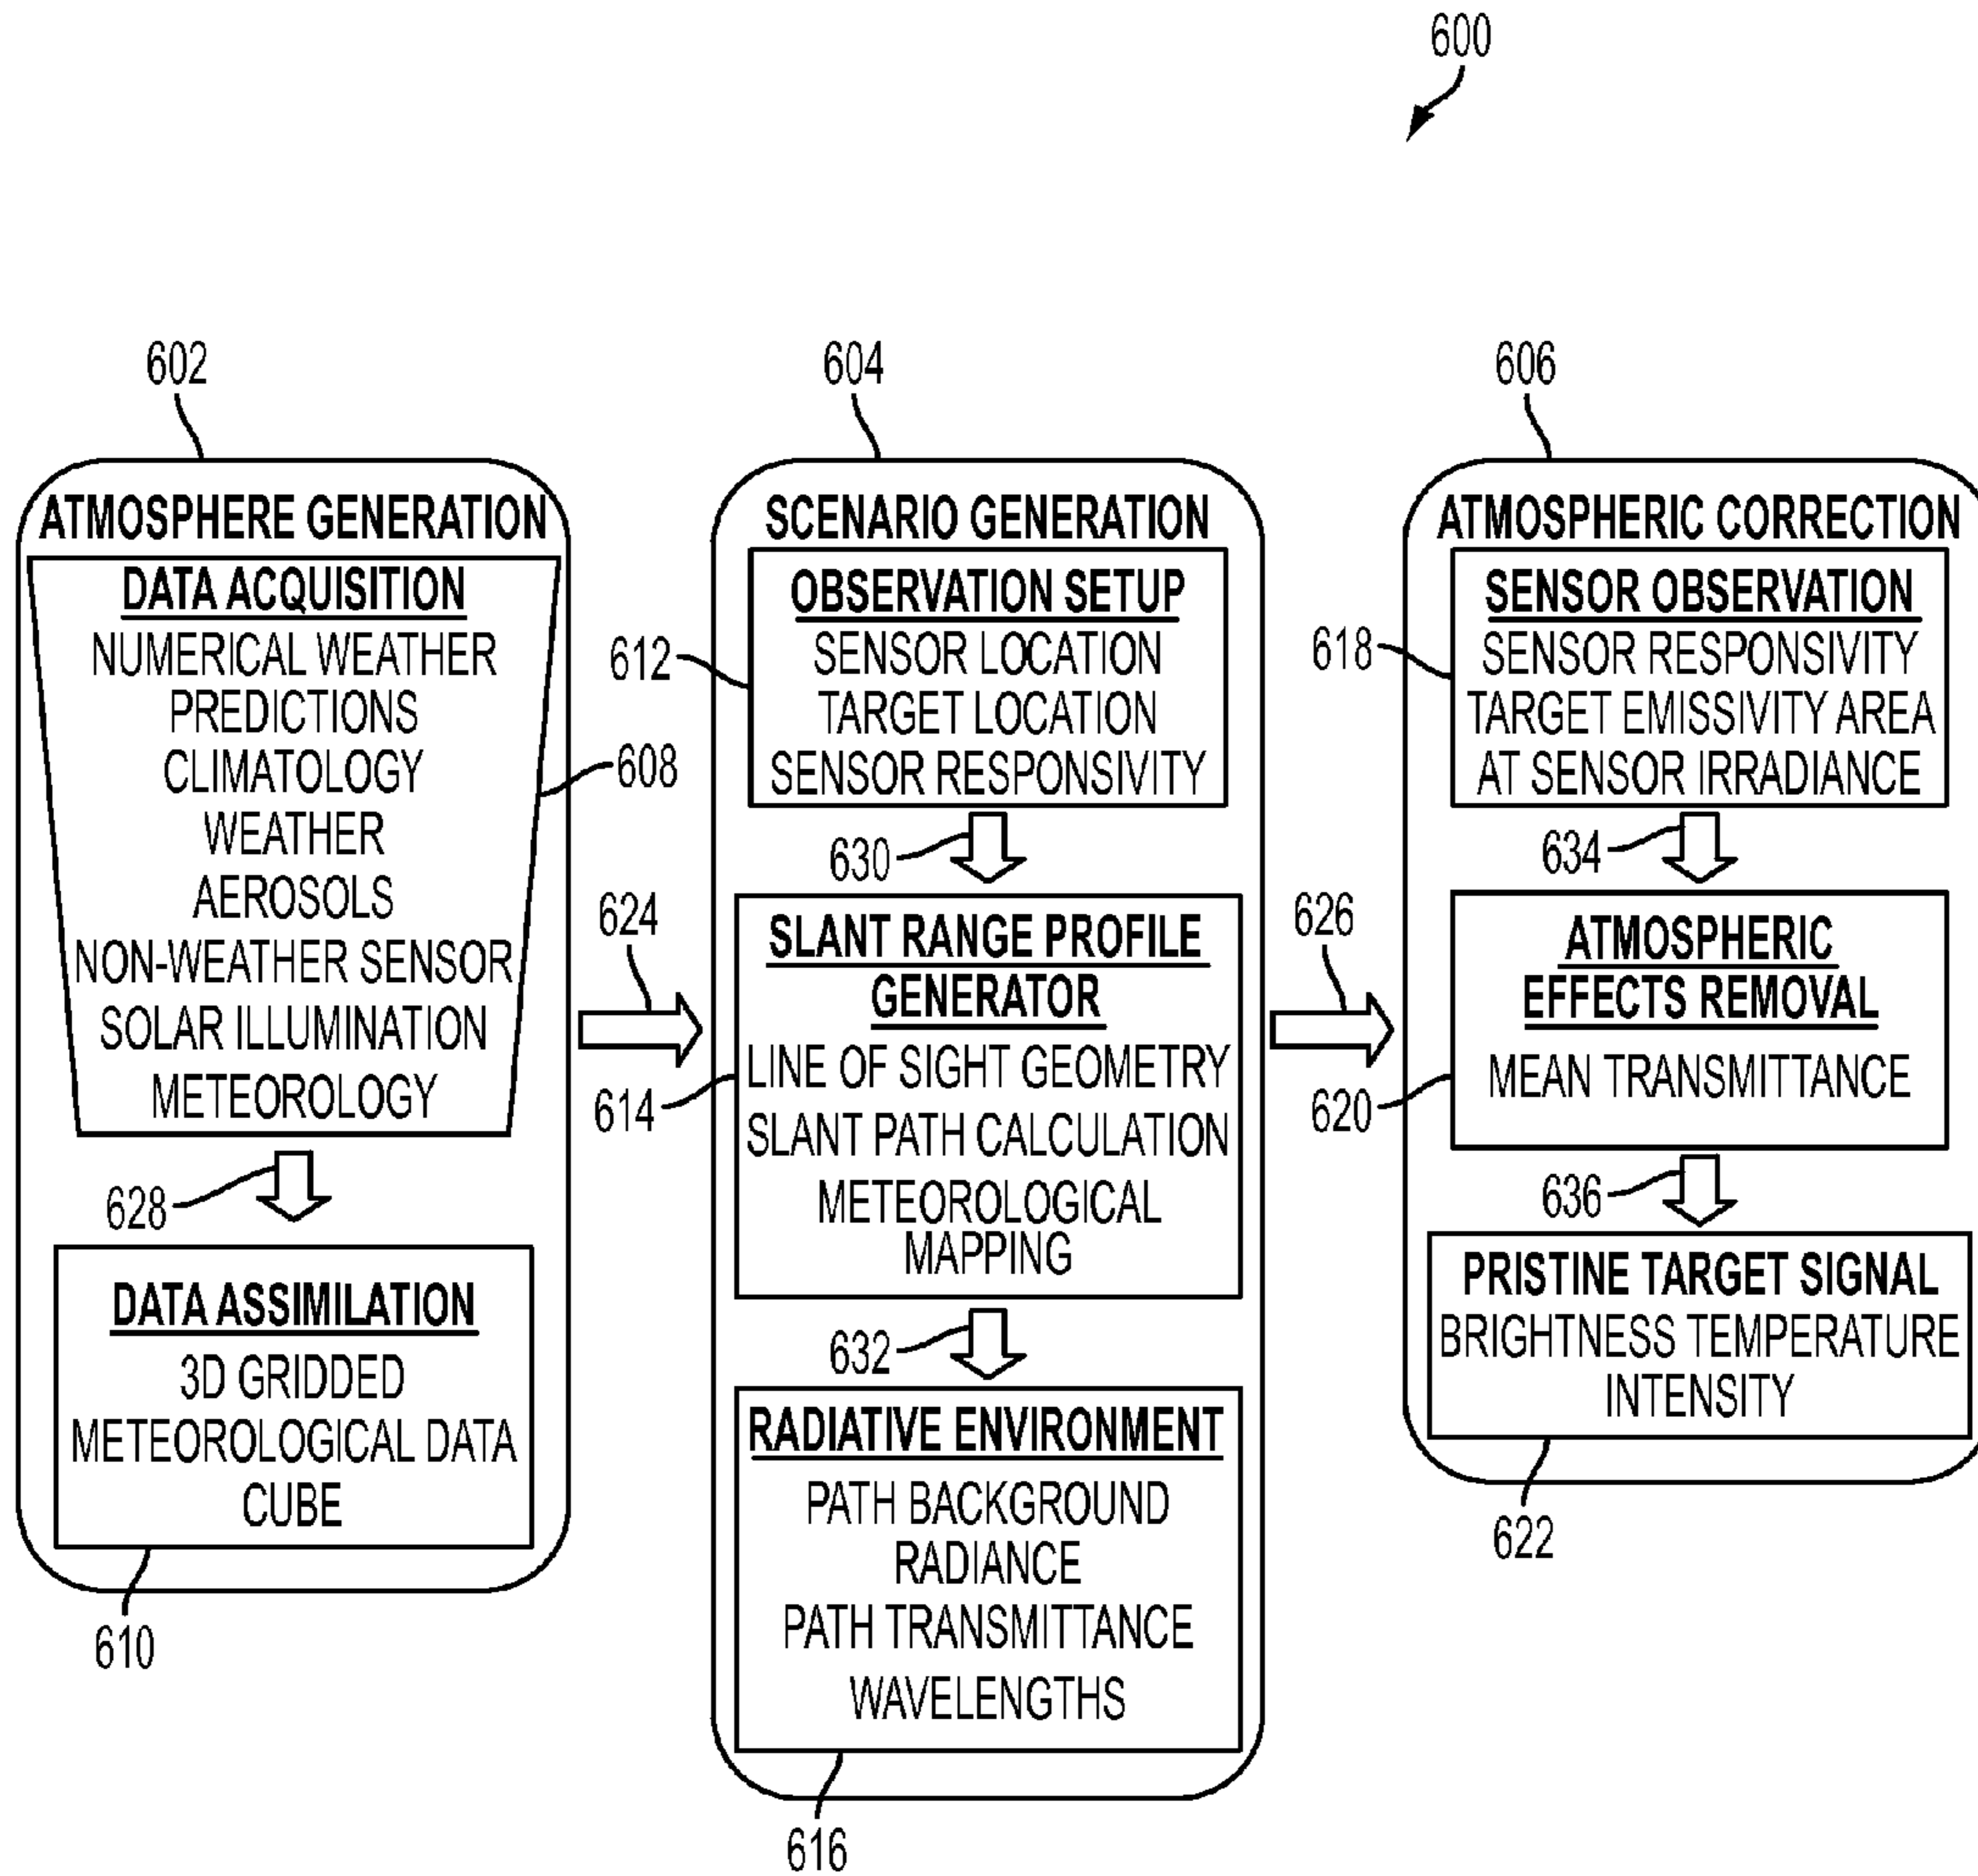 600
602
ATMOSPHERE GENERATION
DATA ACQUISITION
NUMERICAL WEATHER
PREDICTIONS
CLIMATOLOGY
WEATHER
AEROSOLS
NON-WEATHER SENSOR
SOLAR ILLUMINATION
METEOROLOGY
608
628
DATA ASSIMILATION
3D GRIDDED
METEOROLOGICAL DATA
CUBE
610
624
604
SCENARIO GENERATION
OBSERVATION SETUP
SENSOR LOCATION
TARGET LOCATION
SENSOR RESPONSIVITY
612
630
SLANT RANGE PROFILE
GENERATOR
LINE OF SIGHT GEOMETRY
SLANT PATH CALCULATION
METEOROLOGICAL
MAPPING
614
632
RADIATIVE ENVIRONMENT
PATH BACKGROUND
RADIANCE
PATH TRANSMITTANCE
WAVELENGTHS
616
626
606
ATMOSPHERIC CORRECTION
SENSOR OBSERVATION
SENSOR RESPONSIVITY
TARGET EMISSIVITY AREA
AT SENSOR IRRADIANCE
618
634
ATMOSPHERIC
EFFECTS REMOVAL
MEAN TRANSMITTANCE
620
636
PRISTINE TARGET SIGNAL
BRIGHTNESS TEMPERATURE
INTENSITY
622